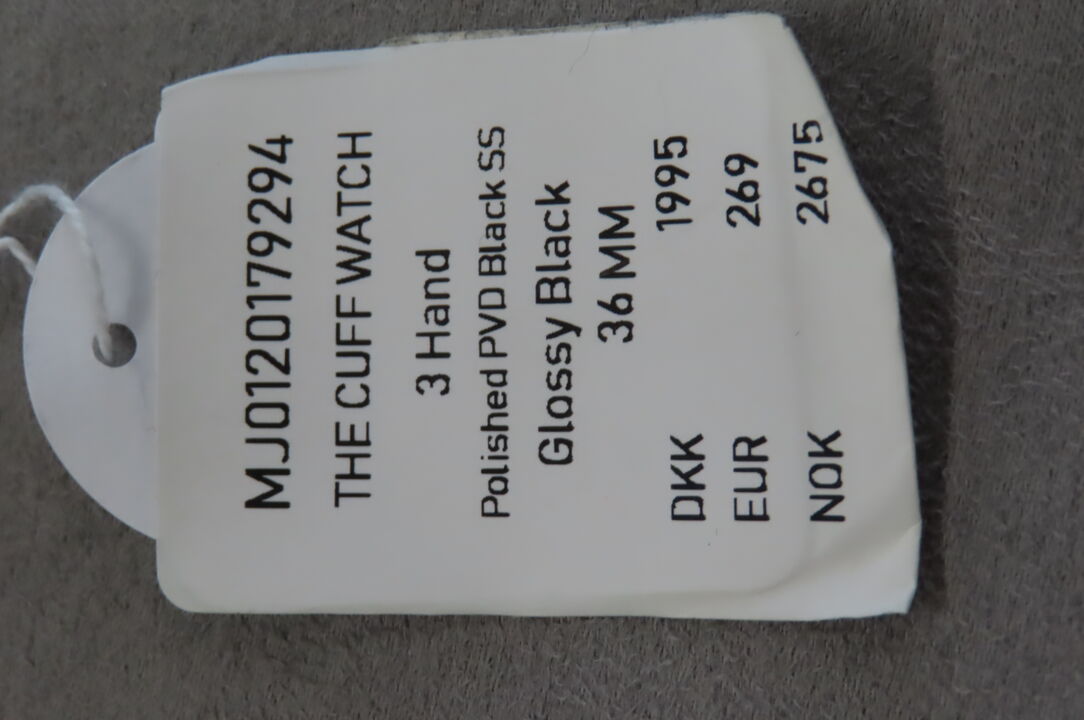 MJ0120179294
THE CUFF WATCH
3 Hand
Polished PVD Black SS
Glossy Black
36 MM
DKK 1995
EUR 269
NOK 2675